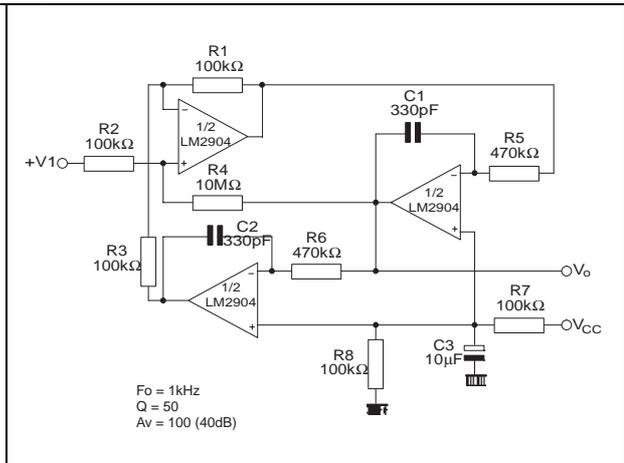 R1
100kΩ
C1
330pF
R2
100kΩ
1/2
LM2904
R5
470kΩ
+V1
R4
10MΩ
1/2
LM2904
C2
330pF
R3
100kΩ
R6
470kΩ
1/2
LM2904
Vo
R7
100kΩ
VCC
R8
100kΩ
C3
10µF
Fo = 1kHz
Q = 50
Av = 100 (40dB)